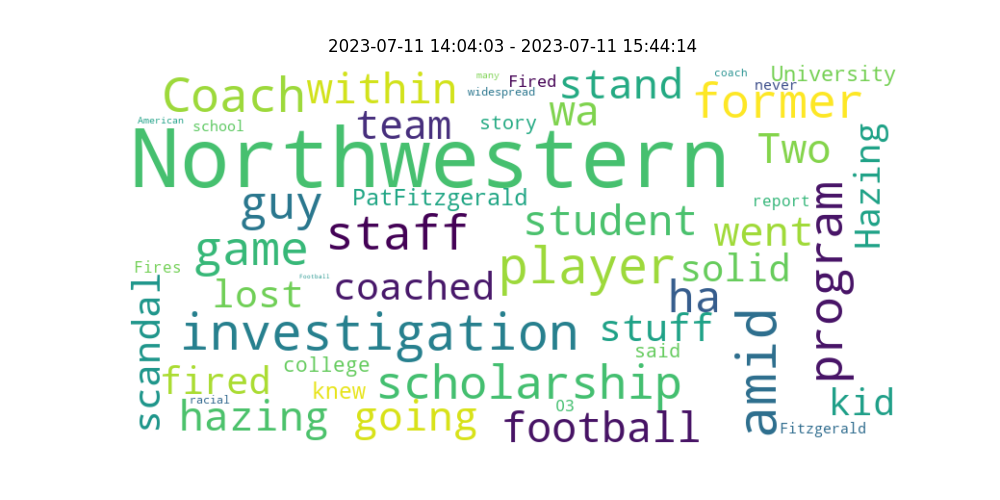 2023-07-11 14:04:03 - 2023-07-11 15:44:14
Coach
within
many
widespread
Fired
stand
coach
never
University
former
American
school
team
story
wa
Two
Hazing
Northwestern
guy
PatFitzgerald
staff
student
report
went
program
game
player
solid
Fires
Football
lost
coached
ha
scandal
investigation
stuff
amid
said
fired
college
knew
scholarship
kid
racial
hazing
going
03
football
Fitzgerald